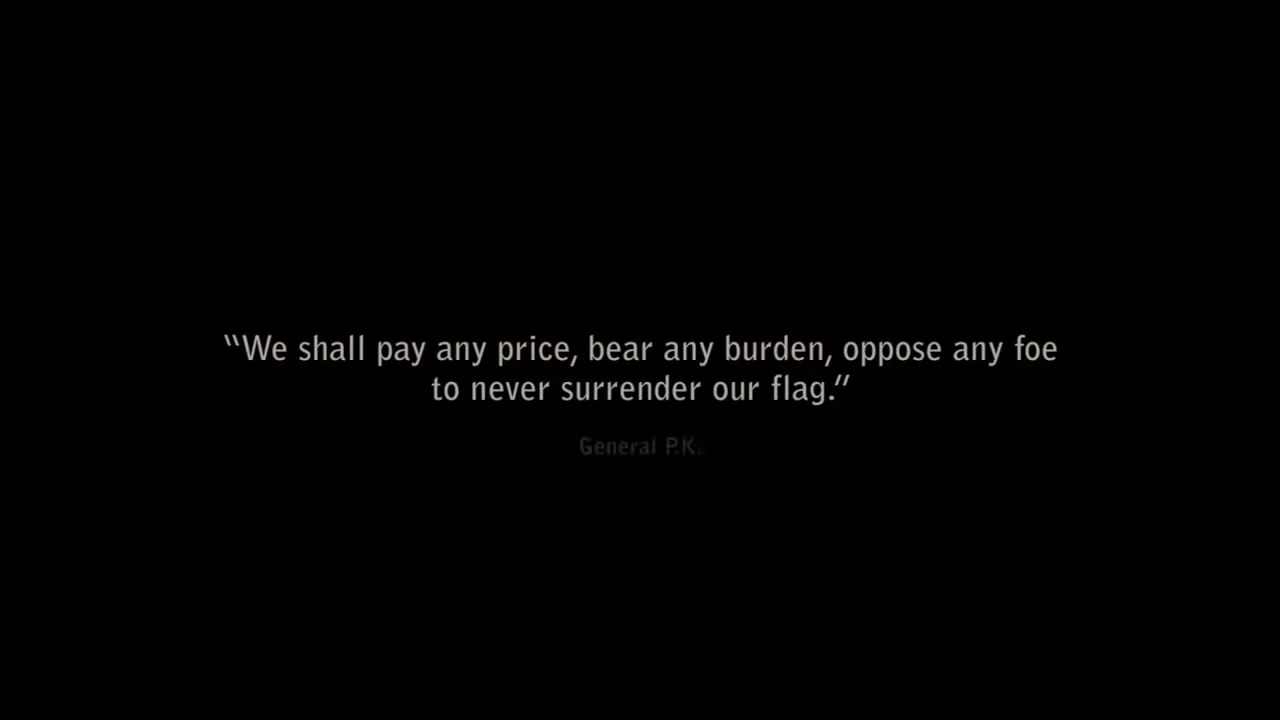 “We shall pay any price, bear any burden, oppose any foe
to never surrender our flag.”
General P.K.